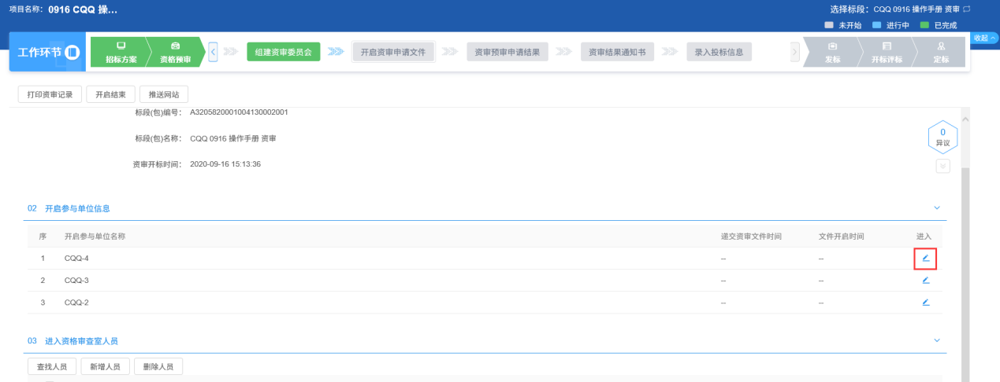 项目名称: 0916 CQQ 操...
选择标段: CQQ 0916 操作手册 资审
未开始 进行中 已完成
收起
工作环节
招标方案 资格预审 组建资审委员会 开启资审申请文件 资审预审申请结果 资审结果通知书 录入投标信息 发标 开标评标 定标
打印资审记录 开启结束 推送网站
标段(包)编号: A3205820001004130002001
标段(包)名称: CQQ 0916 操作手册 资审
0
异议
资审开标时间: 2020-09-16 15:13:36
02 开启参与单位信息
序 开启参与单位名称 递交资审文件时间 文件开启时间 进入
1 CQQ-4 -- --
2 CQQ-3 -- --
3 CQQ-2 -- --
03 进入资格审查室人员
查找人员 新增人员 删除人员